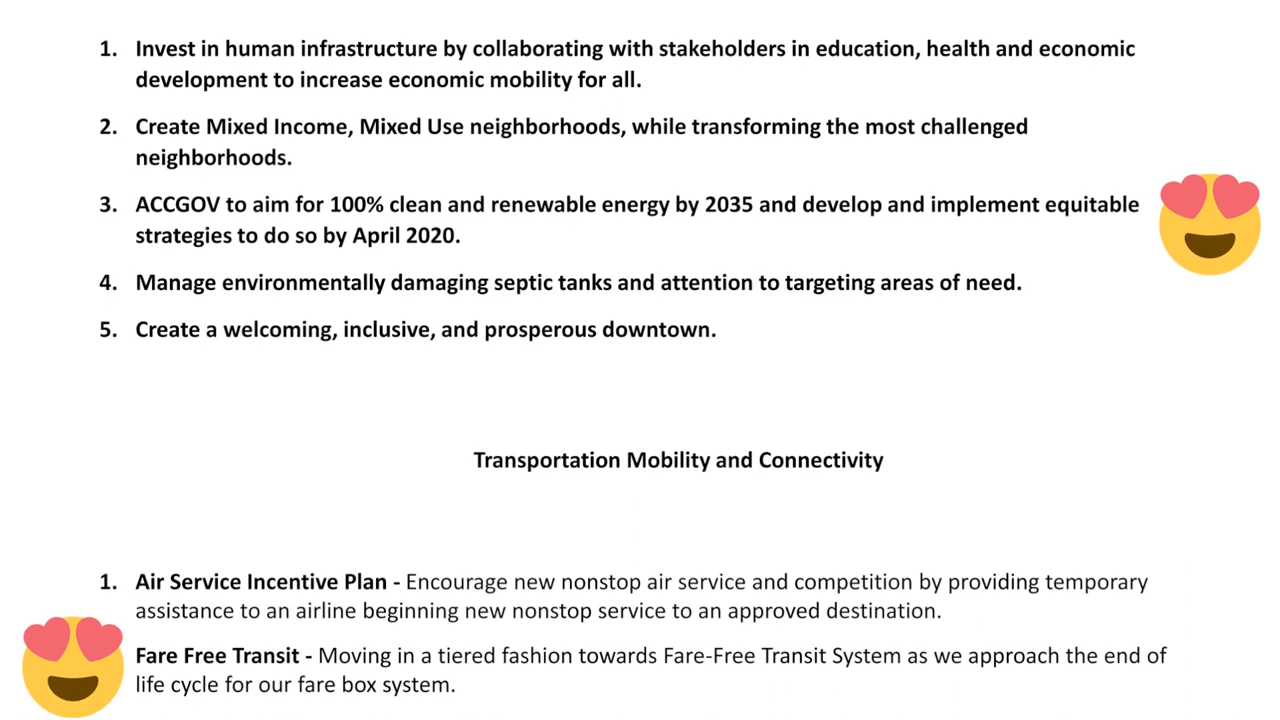 1. Invest in human infrastructure by collaborating with stakeholders in education, health and economic
development to increase economic mobility for all.
2. Create Mixed Income, Mixed Use neighborhoods, while transforming the most challenged
neighborhoods.
3. ACCGOV to aim for 100% clean and renewable energy by 2035 and develop and implement equitable
strategies to do so by April 2020.
4. Manage environmentally damaging septic tanks and attention to targeting areas of need.
5. Create a welcoming, inclusive, and prosperous downtown.
Transportation Mobility and Connectivity
1. Air Service Incentive Plan - Encourage new nonstop air service and competition by providing temporary
assistance to an airline beginning new nonstop service to an approved destination.
Fare Free Transit - Moving in a tiered fashion towards Fare-Free Transit System as we approach the end of
life cycle for our fare box system.